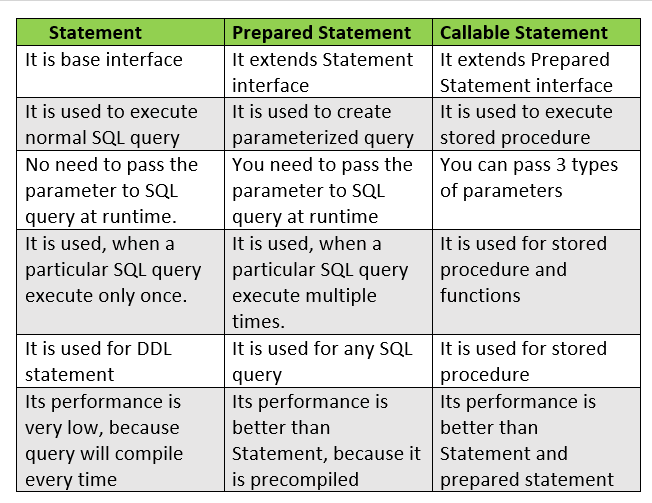 Statement
Prepared Statement
Callable Statement
It is base interface
It extends Statement
interface
It extends Prepared
Statement interface
It is used to execute
normal SQL query
It is used to create
parameterized query
It is used to execute
stored procedure
No need to pass the
parameter to SQL
query at runtime.
You need to pass the
parameter to SQL
query at runtime
You can pass 3 types
of parameters
It is used, when a
particular SQL query
execute only once.
It is used, when a
particular SQL query
execute multiple
times.
It is used for stored
procedure and
functions
It is used for DDL
statement
It is used for any SQL
query
It is used for stored
procedure
Its performance is
very low, because
query will compile
every time
Its performance is
better than
Statement, because it
is precompiled
Its performance is
better than
Statement and
prepared statement